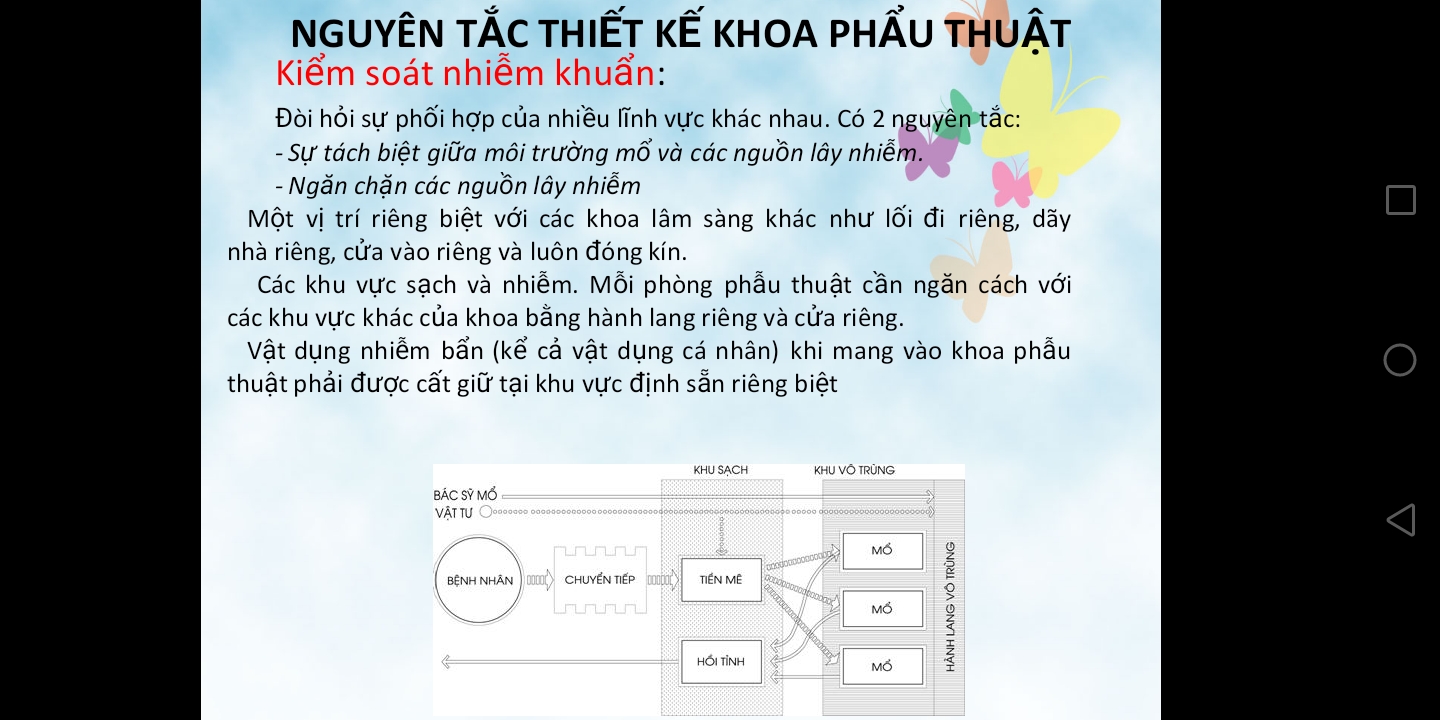 NGUYÊN TẮC THIẾT KẾ KHOA PHẨU THUẬT
Kiểm soát nhiễm khuẩn:
Đòi hỏi sự phối hợp của nhiều lĩnh vực khác nhau. Có 2 nguyên tắc:
- Sự tách biệt giữa môi trường mổ và các nguồn lây nhiễm.
- Ngăn chặn các nguồn lây nhiễm
Một vị trí riêng biệt với các khoa lâm sàng khác như lối đi riêng, dãy
nhà riêng, cửa vào riêng và luôn đóng kín.
Các khu vực sạch và nhiễm. Mỗi phòng phẫu thuật cần ngăn cách với
các khu vực khác của khoa bằng hành lang riêng và cửa riêng.
Vật dụng nhiễm bẩn (kể cả vật dụng cá nhân) khi mang vào khoa phẫu
thuật phải được cất giữ tại khu vực định sẵn riêng biệt
KHU SẠCH
KHU VÔ TRÙNG
BÁC SỸ MỔ
VẬT TƯ
BỆNH NHÂN
CHUYỂN TIẾP
TIỀN MÊ
MỔ
MỔ
HỒI TỈNH
MỔ
HÀNH LANG VÔ TRÙNG